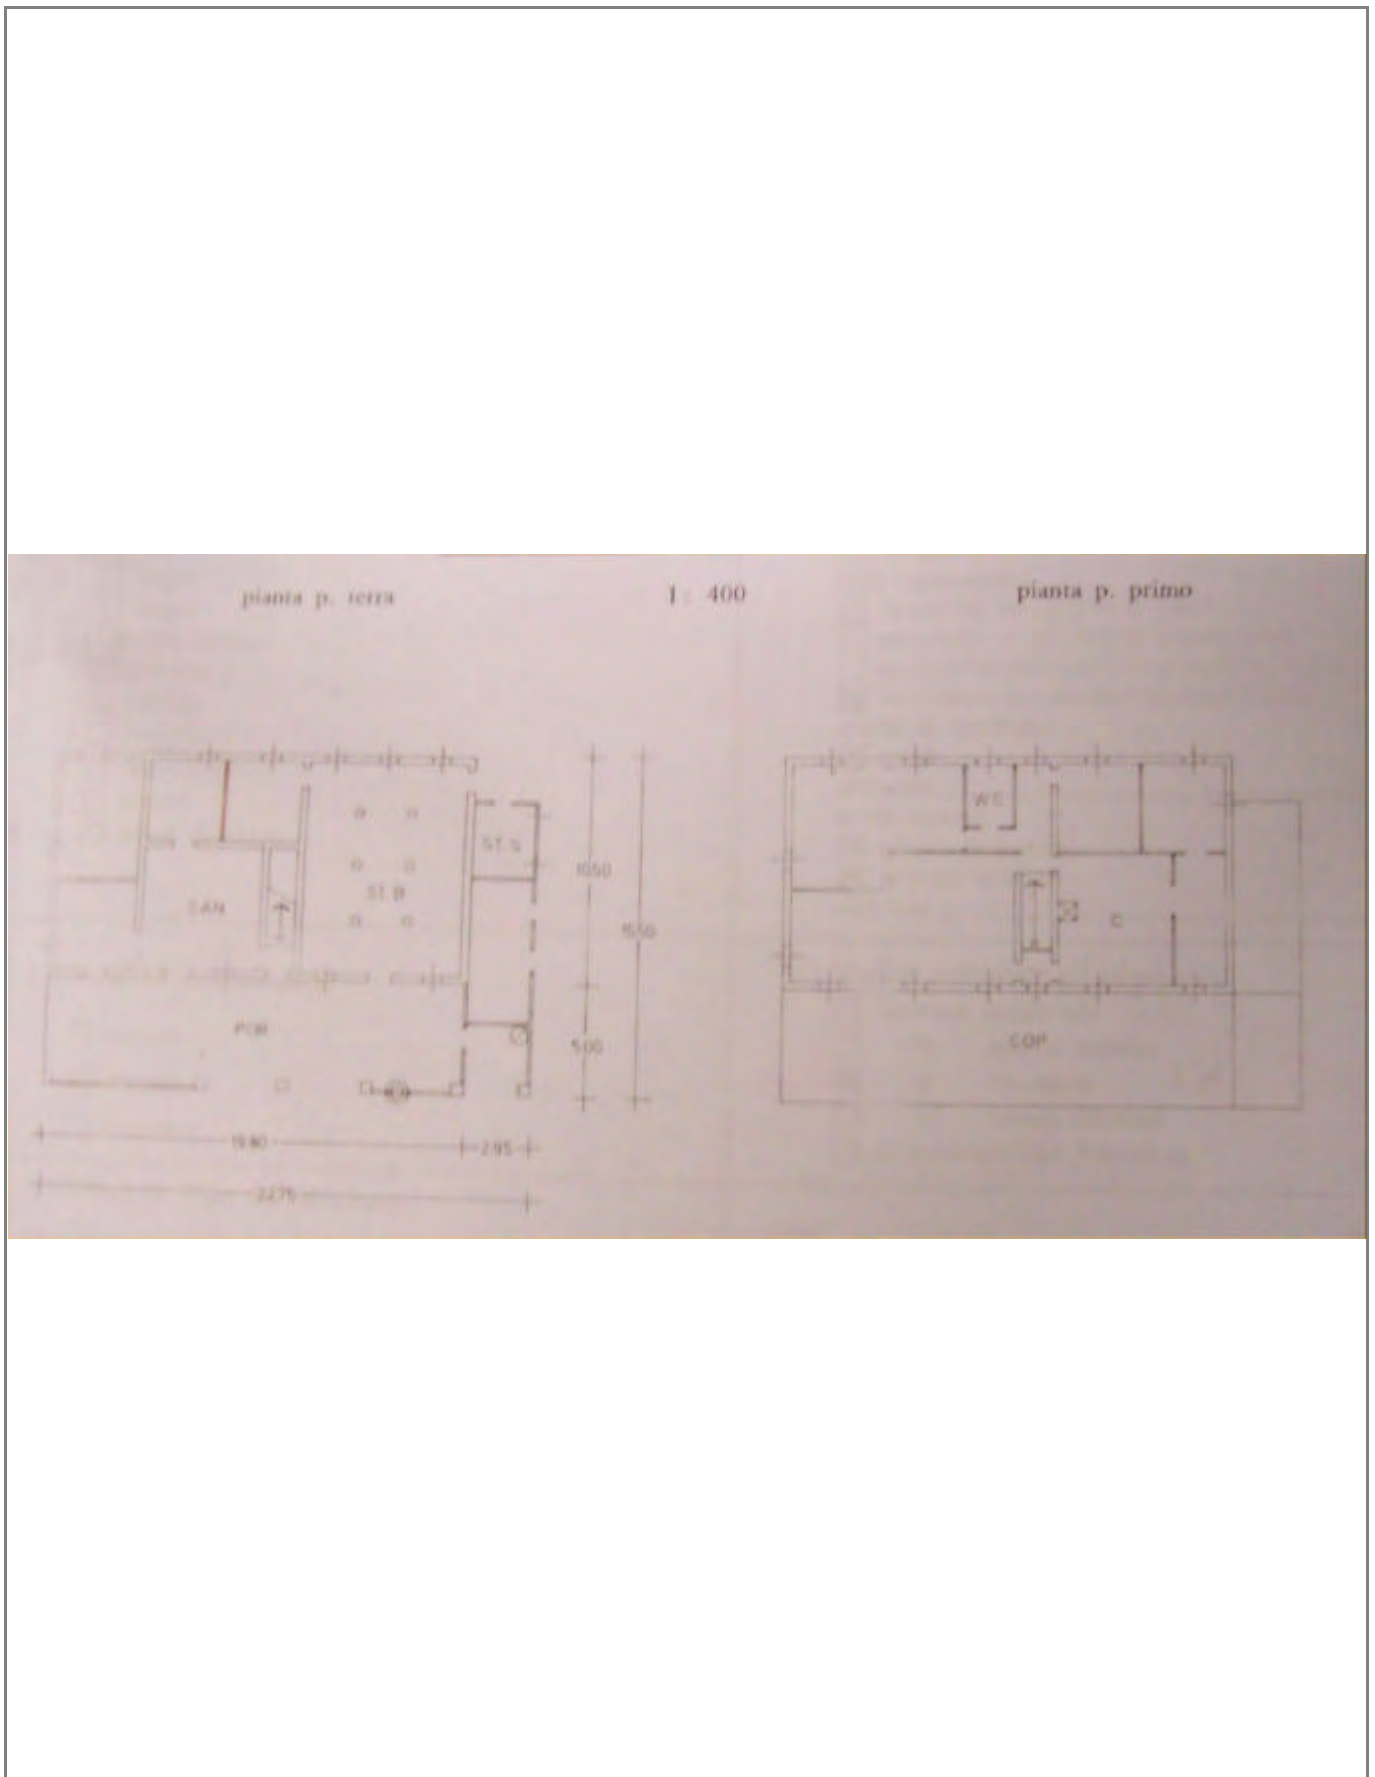 pianta p. terra
1: 400
pianta p. primo
WC
ST.S
10.50
ST.B
CAN
C
15.50
POR
COP
5.00
19.80
2.95
22.75